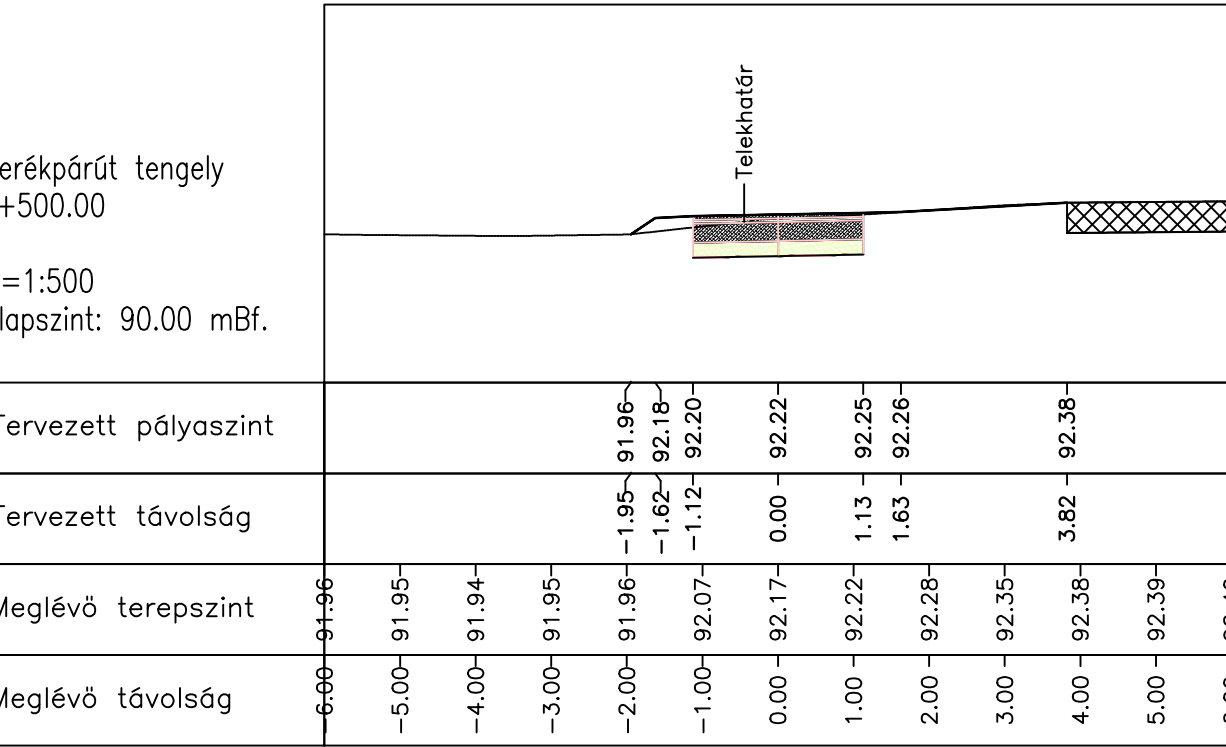 Telekhatár
erékpárút tengely
+500.00
=1:500
lapszint: 90.00 mBf.
Tervezett pályaszint 91.96 92.18 92.20 92.22 92.25 92.26 92.38
Tervezett távolság -1.95 -1.62 -1.12 0.00 1.13 1.63 3.82
Meglévö terepszint 91.96 91.95 91.94 91.95 91.96 92.07 92.17 92.22 92.28 92.35 92.38 92.39
Meglévö távolság -6.00 -5.00 -4.00 -3.00 -2.00 -1.00 0.00 1.00 2.00 3.00 4.00 5.00